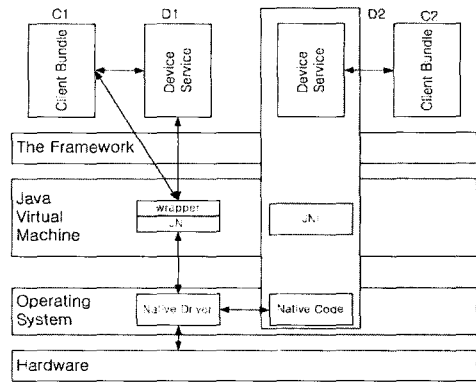 C1
D1
D2
C2
Client Bundle
Device
Service
Device
Service
Client Bundle
The Framework
Java
Virtual
Machine
wrapper
JNI
JNI
Operating
System
Native Driver
Native Code
Hardware